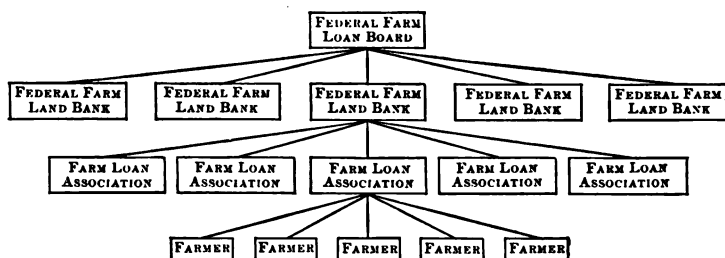 FEDERAL FARM
LOAN BOARD
FEDERAL FARM
LAND BANK
FEDERAL FARM
LAND BANK
FEDERAL FARM
LAND BANK
FEDERAL FARM
LAND BANK
FEDERAL FARM
LAND BANK
FARM LOAN
ASSOCIATION
FARM LOAN
ASSOCIATION
FARM LOAN
ASSOCIATION
FARM LOAN
ASSOCIATION
FARM LOAN
ASSOCIATION
FARMER
FARMER
FARMER
FARMER
FARMER